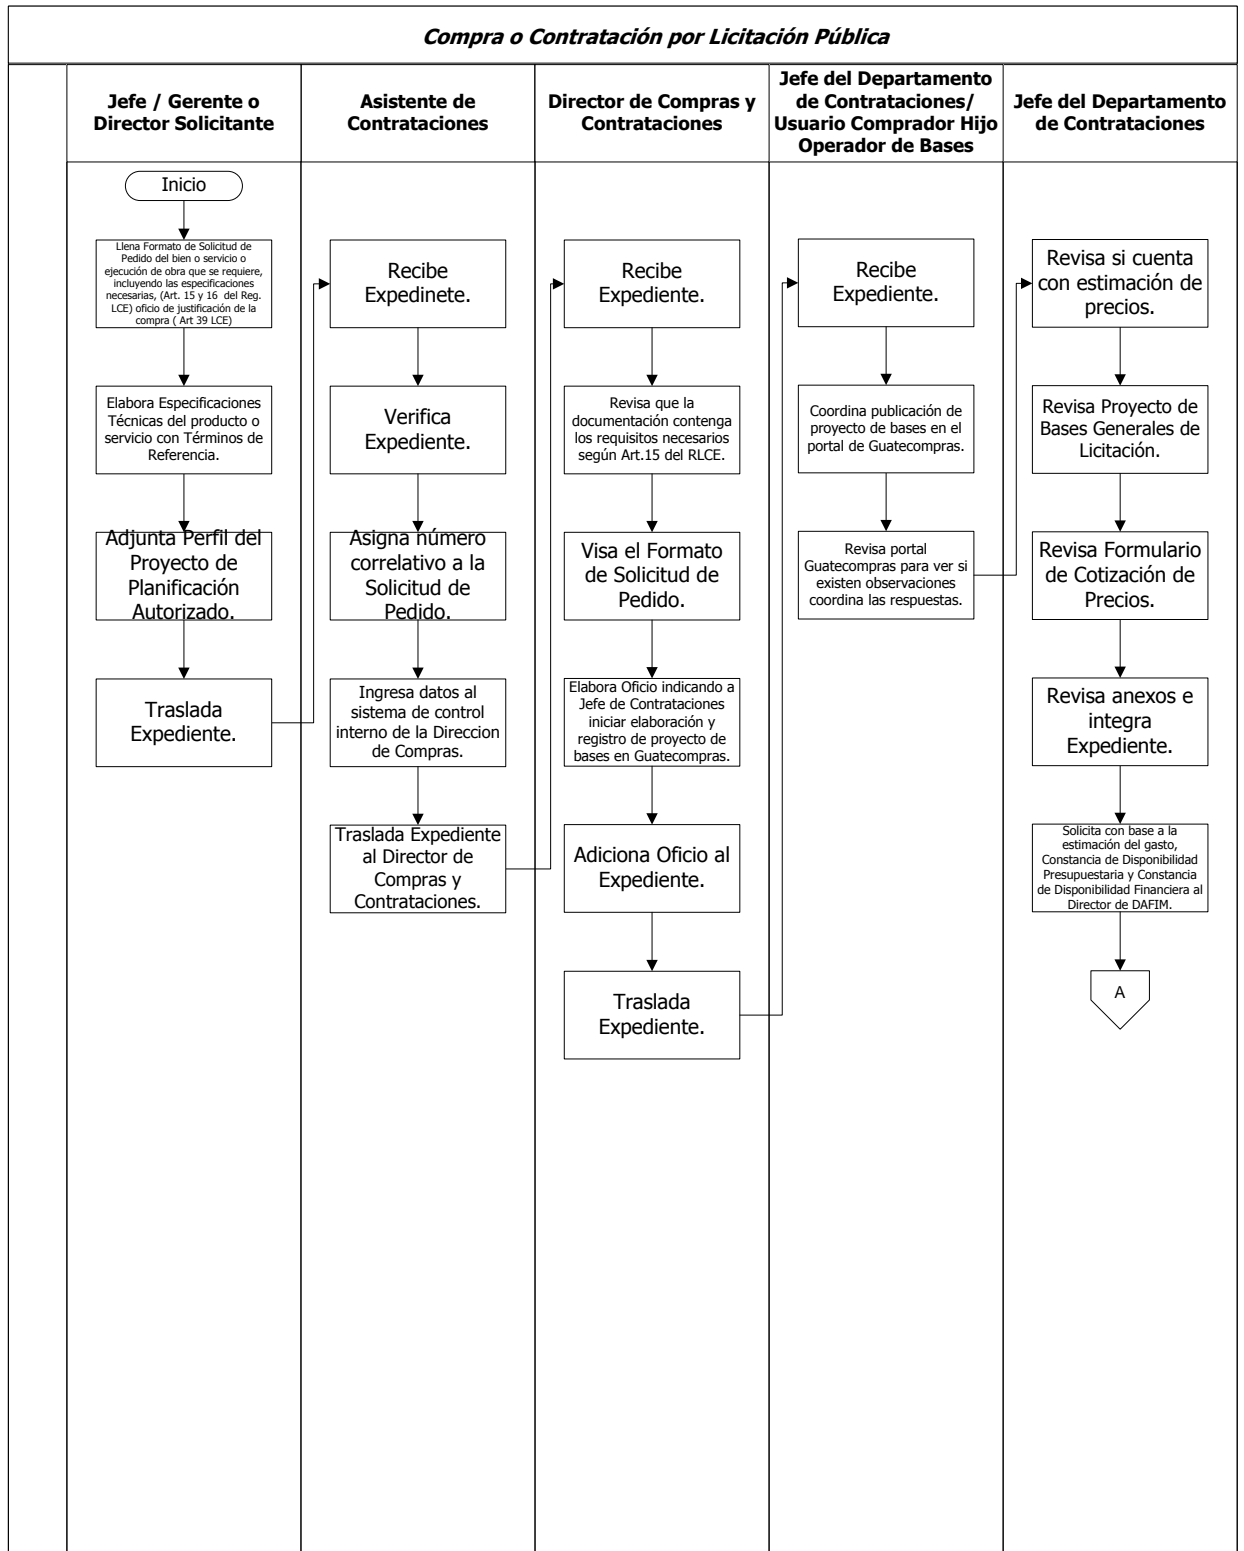 Compra o Contratación por Licitación Pública
Jefe / Gerente o
Director Solicitante
Asistente de
Contrataciones
Director de Compras y
Contrataciones
Jefe del Departamento
de Contrataciones/
Usuario Comprador Hijo
Operador de Bases
Jefe del Departamento
de Contrataciones
Inicio
Llena Formato de Solicitud de
Pedido del bien o servicio o
ejecución de obra que se requiere,
incluyendo las especificaciones
necesarias, (Art. 15 y 16 del Reg.
LCE) oficio de justificación de la
compra ( Art 39 LCE)
Elabora Especificaciones
Técnicas del producto o
servicio con Términos de
Referencia.
Adjunta Perfil del
Proyecto de
Planificación
Autorizado.
Traslada
Expediente.
Recibe
Expedinete.
Verifica
Expediente.
Asigna número
correlativo a la
Solicitud de
Pedido.
Ingresa datos al
sistema de control
interno de la Direccion
de Compras.
Traslada Expediente
al Director de
Compras y
Contrataciones.
Recibe
Expediente.
Revisa que la
documentación contenga
los requisitos necesarios
según Art.15 del RLCE.
Visa el Formato
de Solicitud de
Pedido.
Elabora Oficio indicando a
Jefe de Contrataciones
iniciar elaboración y
registro de proyecto de
bases en Guatecompras.
Adiciona Oficio al
Expediente.
Traslada
Expediente.
Recibe
Expediente.
Coordina publicación de
proyecto de bases en el
portal de Guatecompras.
Revisa portal
Guatecompras para ver si
existen observaciones
coordina las respuestas.
Revisa si cuenta
con estimación de
precios.
Revisa Proyecto de
Bases Generales de
Licitación.
Revisa Formulario
de Cotización de
Precios.
Revisa anexos e
integra
Expediente.
Solicita con base a la
estimación del gasto,
Constancia de Disponibilidad
Presupuestaria y Constancia
de Disponibilidad Financiera al
Director de DAFIM.
A